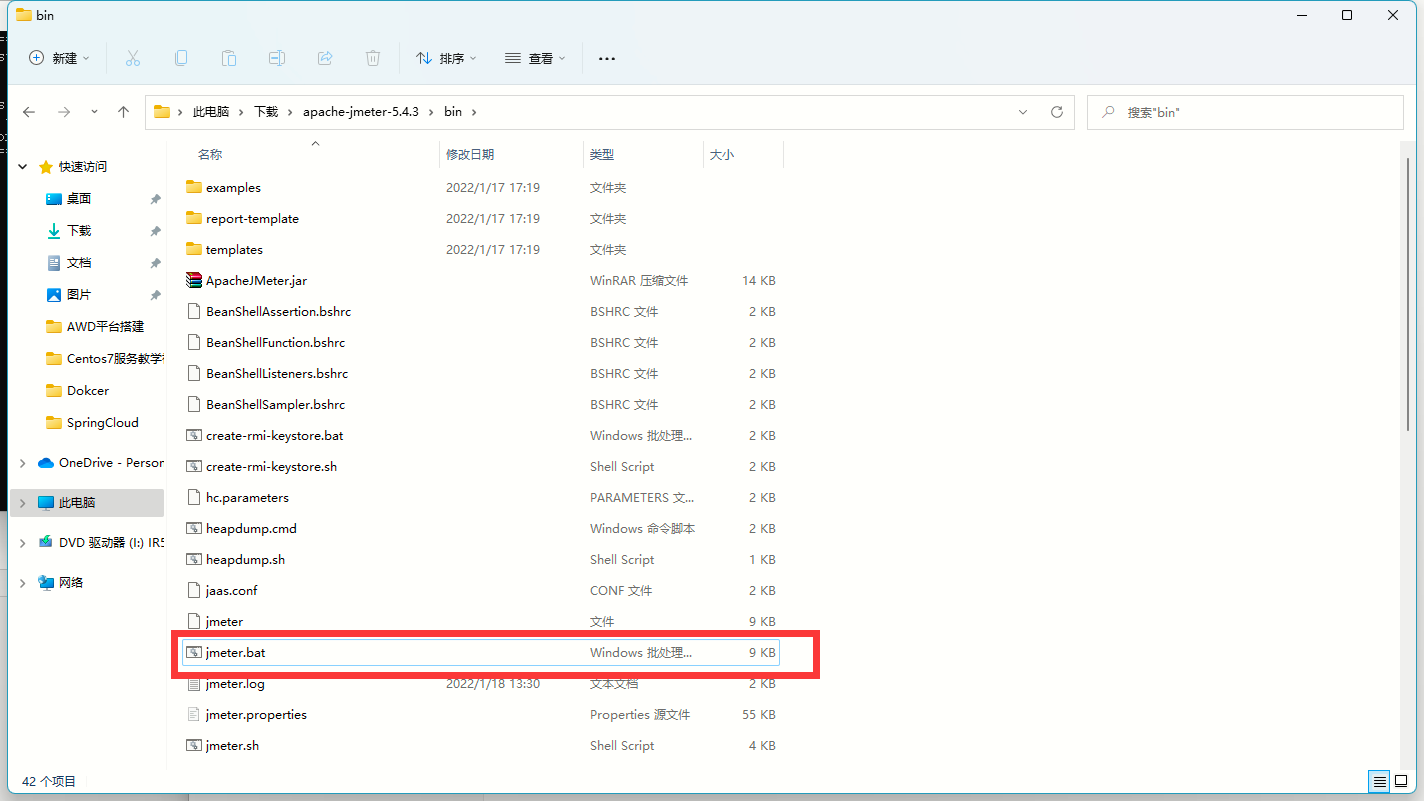 bin
新建
排序
查看
此电脑 > 下载 > apache-jmeter-5.4.3 > bin >
搜索"bin"
快速访问
桌面
下载
文档
图片
AWD平台搭建
Centos7服务教学
Dokcer
SpringCloud
OneDrive - Person
此电脑
DVD 驱动器 (I:) IR5
网络
名称 修改日期 类型 大小
examples 2022/1/17 17:19 文件夹
report-template 2022/1/17 17:19 文件夹
templates 2022/1/17 17:19 文件夹
ApacheJMeter.jar WinRAR 压缩文件 14 KB
BeanShellAssertion.bshrc BSHRC 文件 2 KB
BeanShellFunction.bshrc BSHRC 文件 2 KB
BeanShellListeners.bshrc BSHRC 文件 2 KB
BeanShellSampler.bshrc BSHRC 文件 2 KB
create-rmi-keystore.bat Windows 批处理... 2 KB
create-rmi-keystore.sh Shell Script 2 KB
hc.parameters PARAMETERS 文... 2 KB
heapdump.cmd Windows 命令脚本 2 KB
heapdump.sh Shell Script 1 KB
jaas.conf CONF 文件 2 KB
jmeter 文件 9 KB
jmeter.bat Windows 批处理... 9 KB
jmeter.log 2022/1/18 13:30 文本文档 2 KB
jmeter.properties Properties 源文件 55 KB
jmeter.sh Shell Script 4 KB
42 个项目